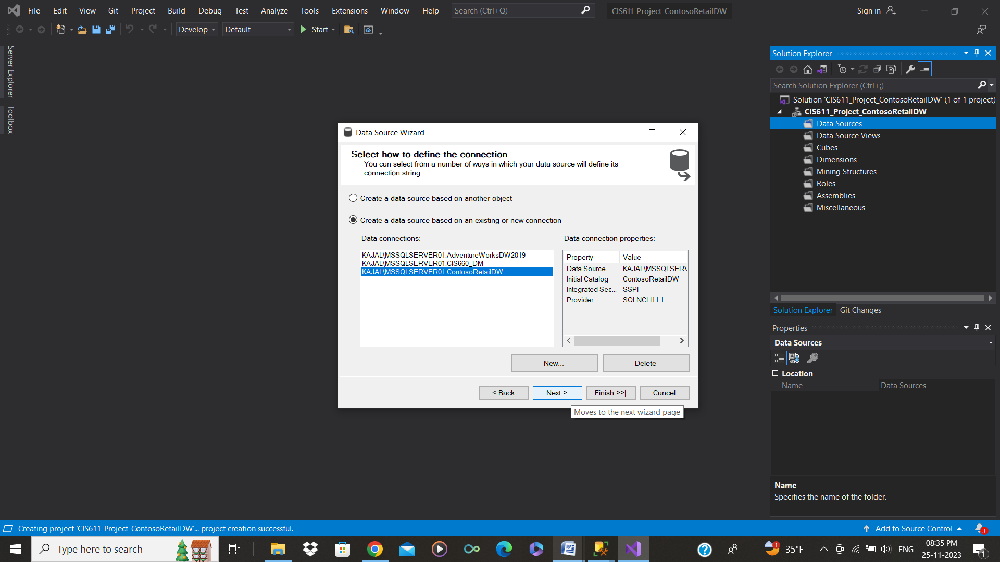 File Edit View Git Project Build Debug Test Analyze Tools Extensions Window Help Search (Ctrl+Q) CIS611_Project_ContosoRetailDW Sign in
Develop Default Start
Server Explorer
Toolbox
Solution Explorer
Search Solution Explorer (Ctrl+;)
Solution 'CIS611_Project_ContosoRetailDW' (1 of 1 project)
CIS611_Project_ContosoRetailDW
Data Sources
Data Source Views
Cubes
Dimensions
Mining Structures
Roles
Assemblies
Miscellaneous
Solution Explorer Git Changes
Properties
Data Sources
Location
Name Data Sources
Name
Specifies the name of the folder.
Data Source Wizard
Select how to define the connection
You can select from a number of ways in which your data source will define its
connection string.
Create a data source based on another object
Create a data source based on an existing or new connection
Data connections:
KAJAL\MSSQLSERVER01.AdventureWorksDW2019
KAJAL\MSSQLSERVER01.CIS660_DM
KAJAL\MSSQLSERVER01.ContosoRetailDW
Data connection properties:
Property Value
Data Source KAJAL\MSSQLSERV
Initial Catalog ContosoRetailDW
Integrated Sec... SSPI
Provider SQLNCLI11.1
New... Delete
< Back Next > Finish >>| Cancel
Moves to the next wizard page
Creating project 'CIS611_Project_ContosoRetailDW'... project creation successful.
Add to Source Control 3
Type here to search
1 35°F ENG
08:35 PM
25-11-2023
1